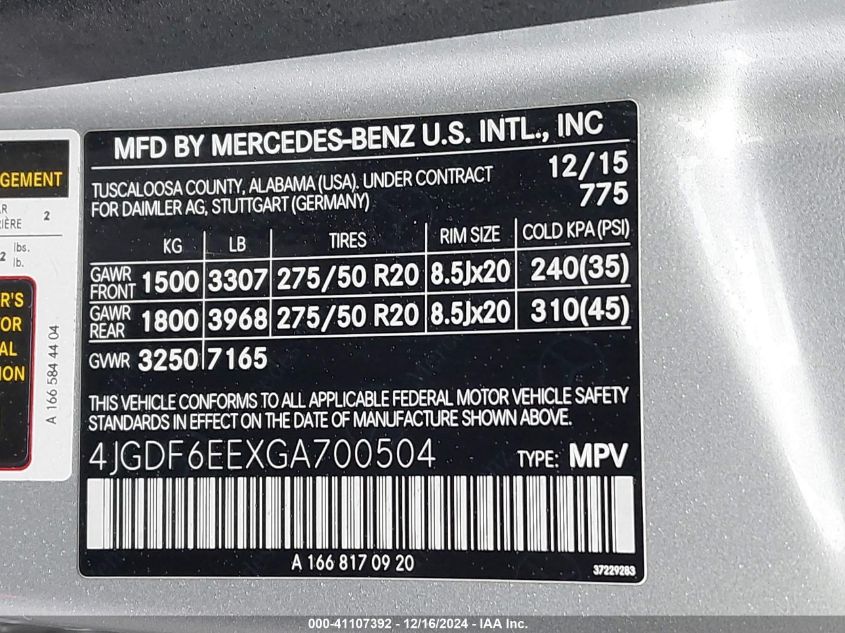 GEMENT
2
lbs.
lb.
A 166 584 44 04
MFD BY MERCEDES-BENZ U.S. INTL., INC
TUSCALOOSA COUNTY, ALABAMA (USA). UNDER CONTRACT 12/15
FOR DAIMLER AG, STUTTGART (GERMANY) 775
KG LB TIRES RIM SIZE COLD KPA (PSI)
GAWR FRONT 1500 3307 275/50 R20 8.5Jx20 240(35)
GAWR REAR 1800 3968 275/50 R20 8.5Jx20 310(45)
GVWR 3250 7165
THIS VEHICLE CONFORMS TO ALL APPLICABLE FEDERAL MOTOR VEHICLE SAFETY
STANDARDS IN EFFECT ON THE DATE OF MANUFACTURE SHOWN ABOVE.
4JGDF6EEXGA700504 TYPE: MPV
A 166 817 09 20
37229283
000-41107392 - 12/16/2024 - IAA Inc.